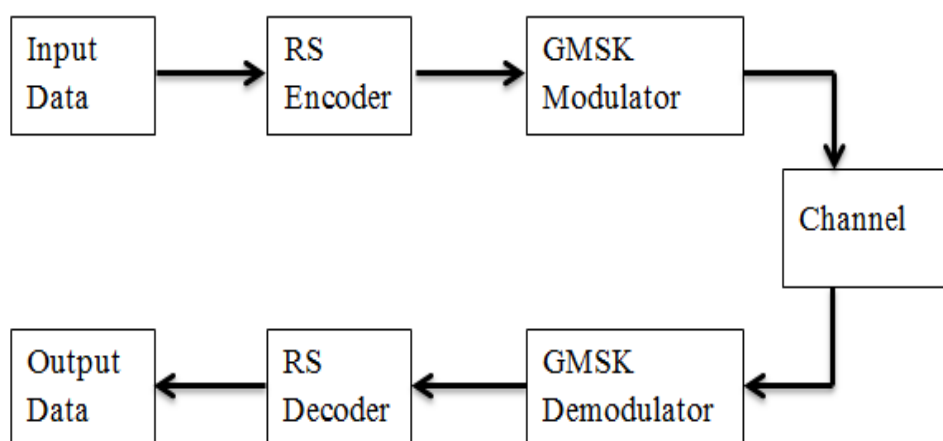 Input
Data
RS
Encoder
GMSK
Modulator
Channel
Output
Data
RS
Decoder
GMSK
Demodulator